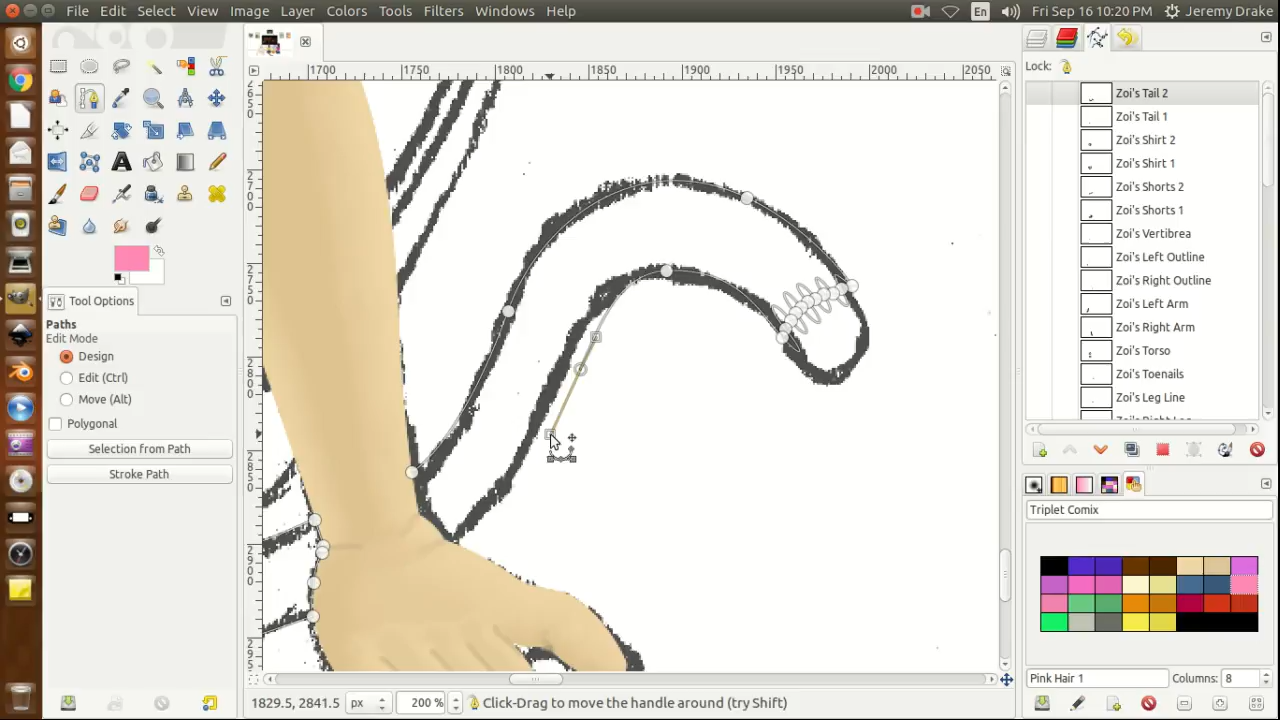 File Edit Select View Image Layer Colors Tools Filters Windows Help
En Fri Sep 16 10:20 PM Jeremy Drake
1700 1750 1800 1850 1900 1950 2000 2050
Lock:
Zoi's Tail 2
Zoi's Tail 1
Zoi's Shirt 2
Zoi's Shirt 1
Zoi's Shorts 2
Zoi's Shorts 1
Zoi's Vertibrea
Zoi's Left Outline
Zoi's Right Outline
Zoi's Left Arm
Zoi's Right Arm
Zoi's Torso
Zoi's Toenails
Zoi's Leg Line
Tool Options
Paths
Edit Mode
Design
Edit (Ctrl)
Move (Alt)
Polygonal
Selection from Path
Stroke Path
Triplet Comix
Pink Hair 1
Columns: 8
1829.5, 2841.5 px 200 % Click-Drag to move the handle around (try Shift)